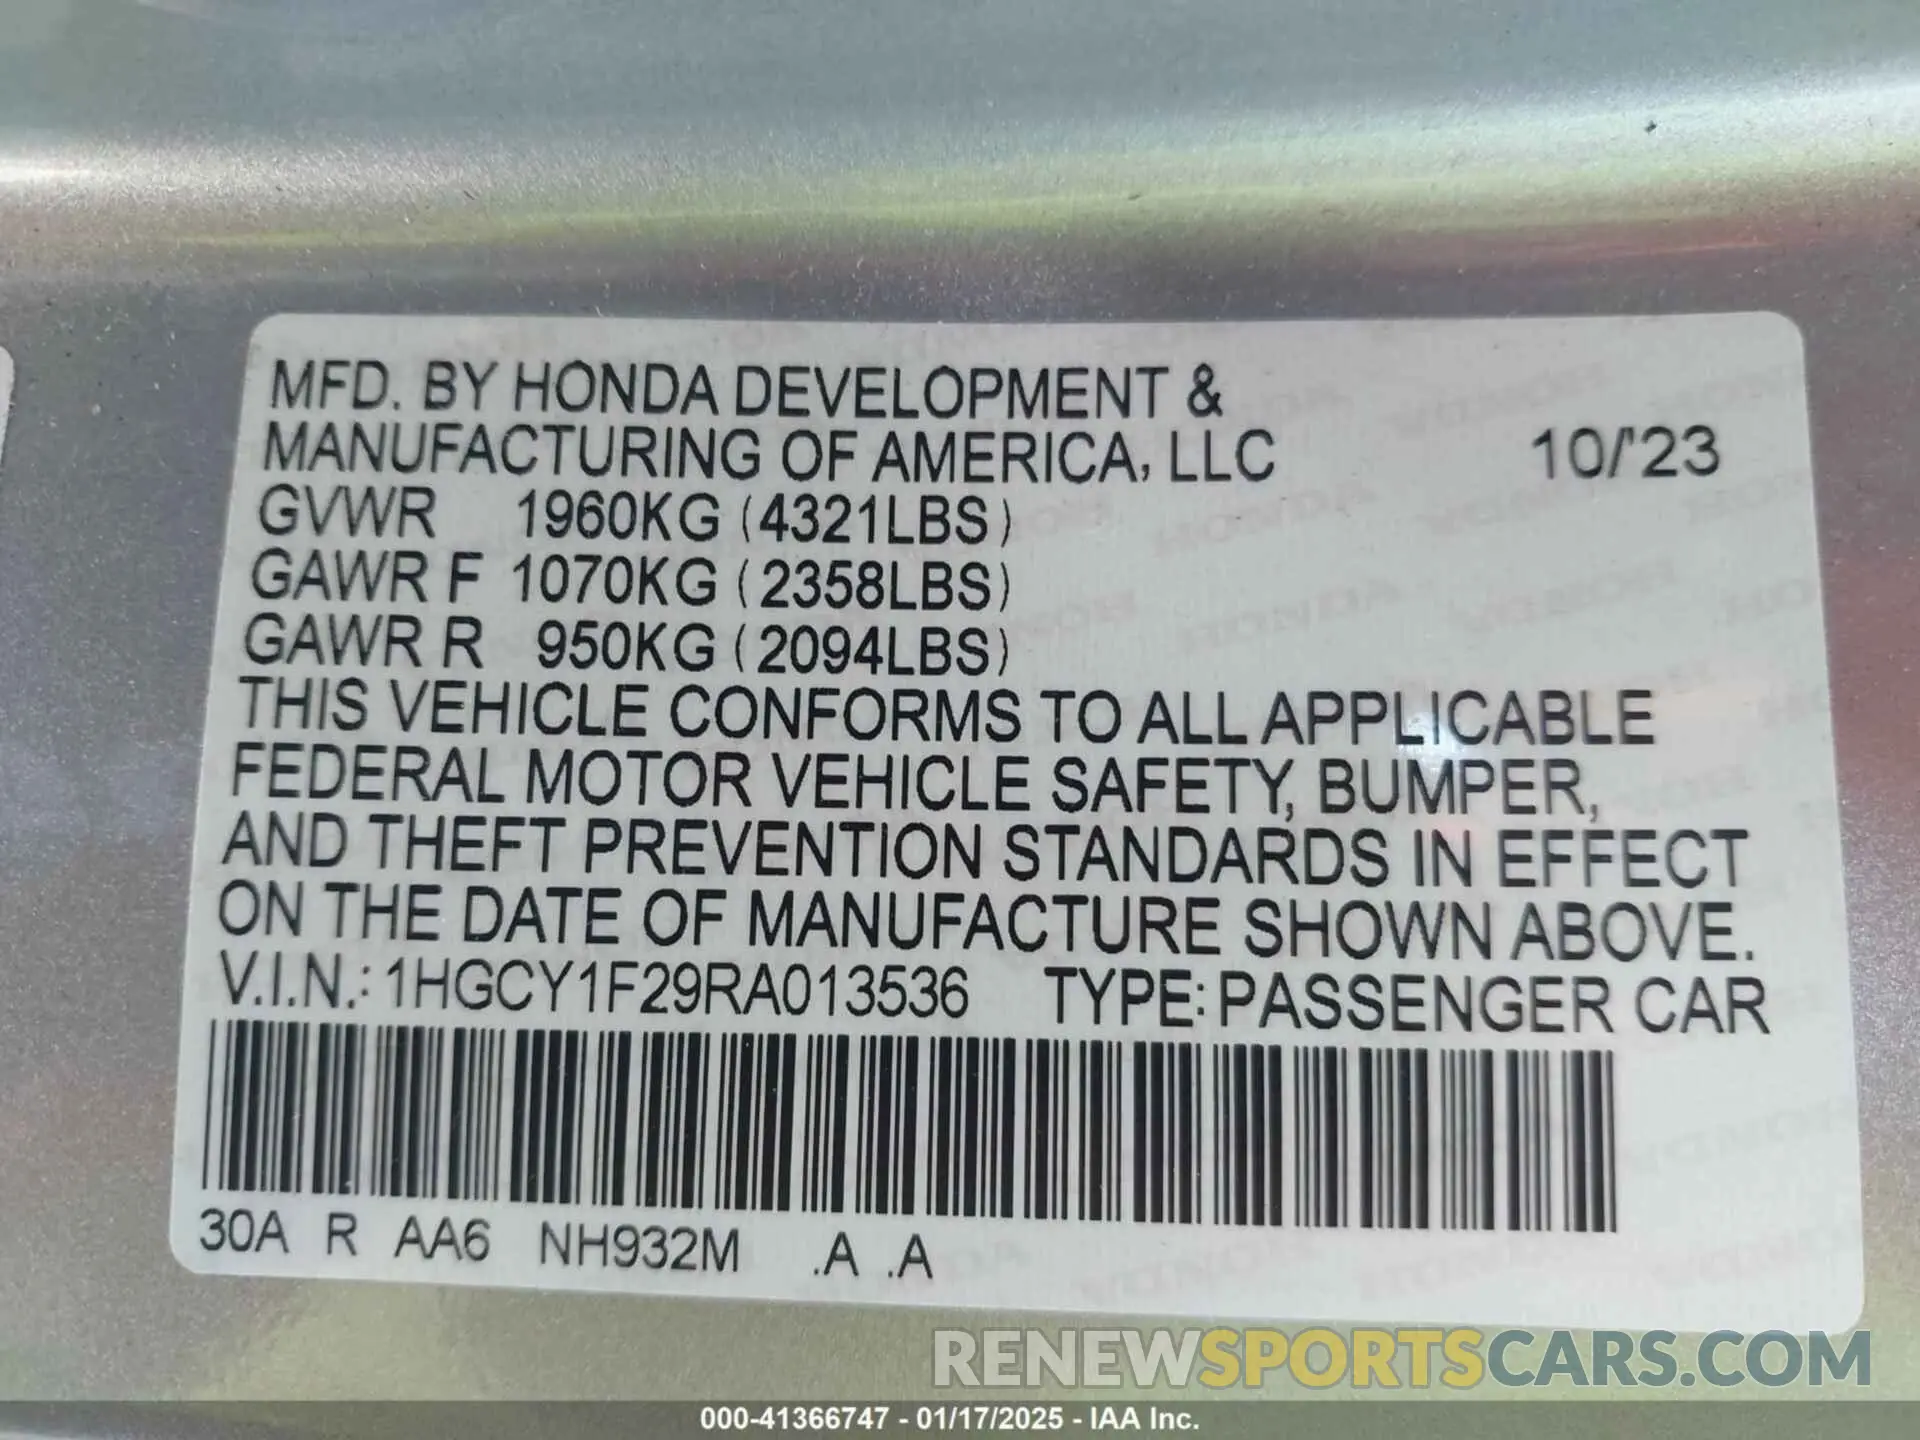 MFD. BY HONDA DEVELOPMENT &
MANUFACTURING OF AMERICA, LLC 10/'23
GVWR 1960KG (4321LBS)
GAWR F 1070KG (2358LBS)
GAWR R 950KG (2094LBS)
THIS VEHICLE CONFORMS TO ALL APPLICABLE
FEDERAL MOTOR VEHICLE SAFETY, BUMPER,
AND THEFT PREVENTION STANDARDS IN EFFECT
ON THE DATE OF MANUFACTURE SHOWN ABOVE.
V.I.N.: 1HGCY1F29RA013536 TYPE: PASSENGER CAR
30A R AA6 NH932M .A .A
RENEWSPORTSCARS.COM
000-41366747 - 01/17/2025 - IAA Inc.